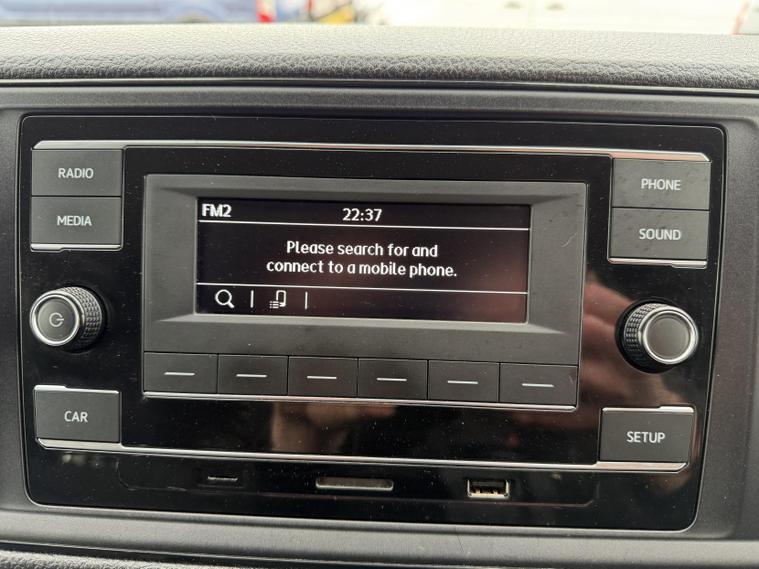 RADIO
MEDIA
FM2 22:37
Please search for and
connect to a mobile phone.
PHONE
SOUND
CAR
SETUP